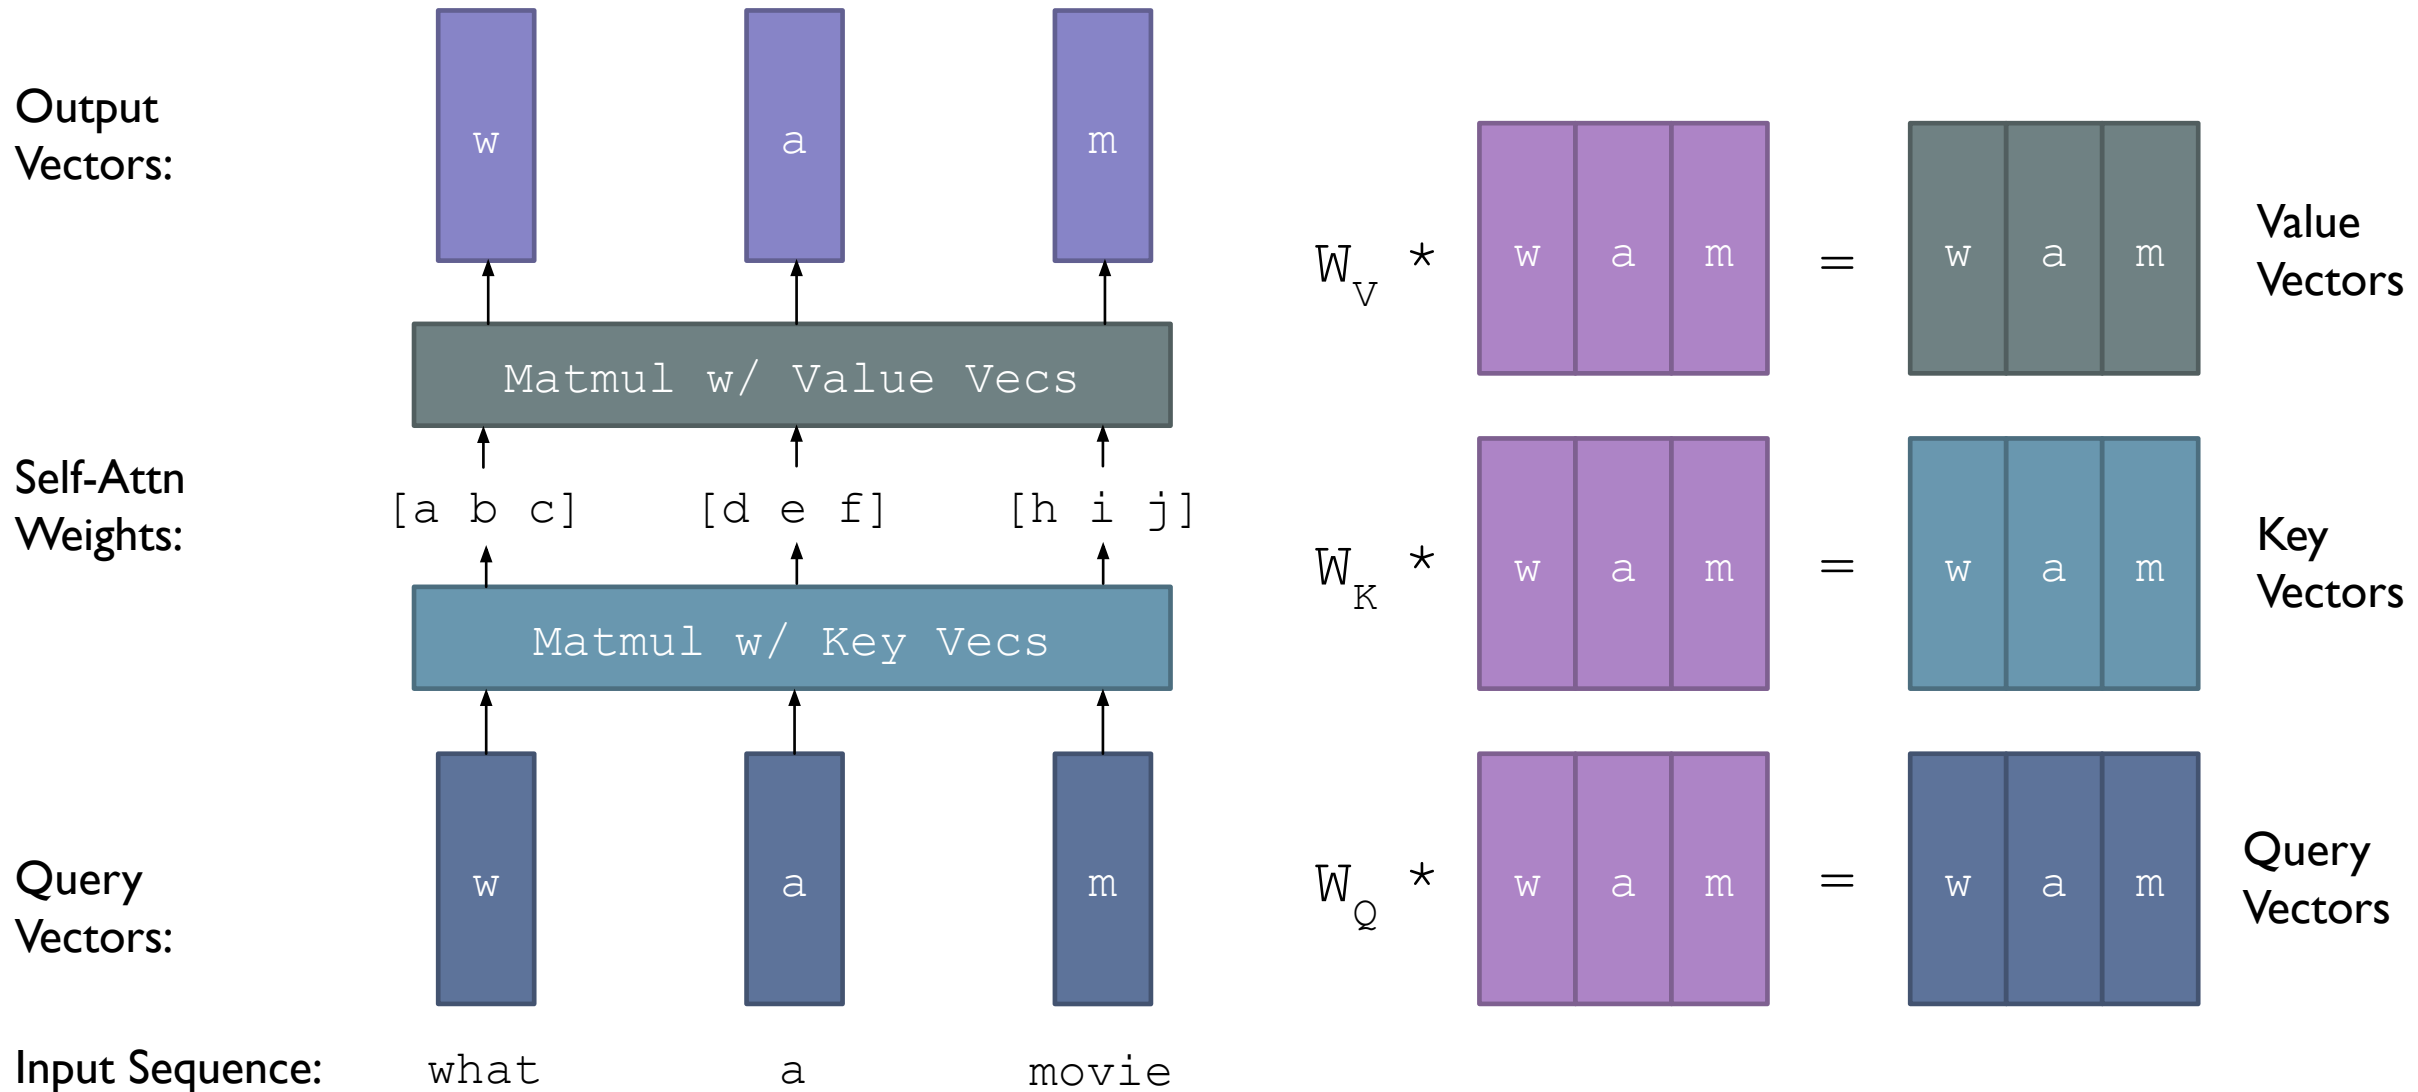 Output
Vectors:
w a m
Matmul w/ Value Vecs
Self-Attn
Weights:
[a b c] [d e f] [h i j]
Matmul w/ Key Vecs
Query
Vectors:
w a m
Input Sequence: what a movie
W_V * w a m = w a m
Value
Vectors
W_K * w a m = w a m
Key
Vectors
W_Q * w a m = w a m
Query
Vectors